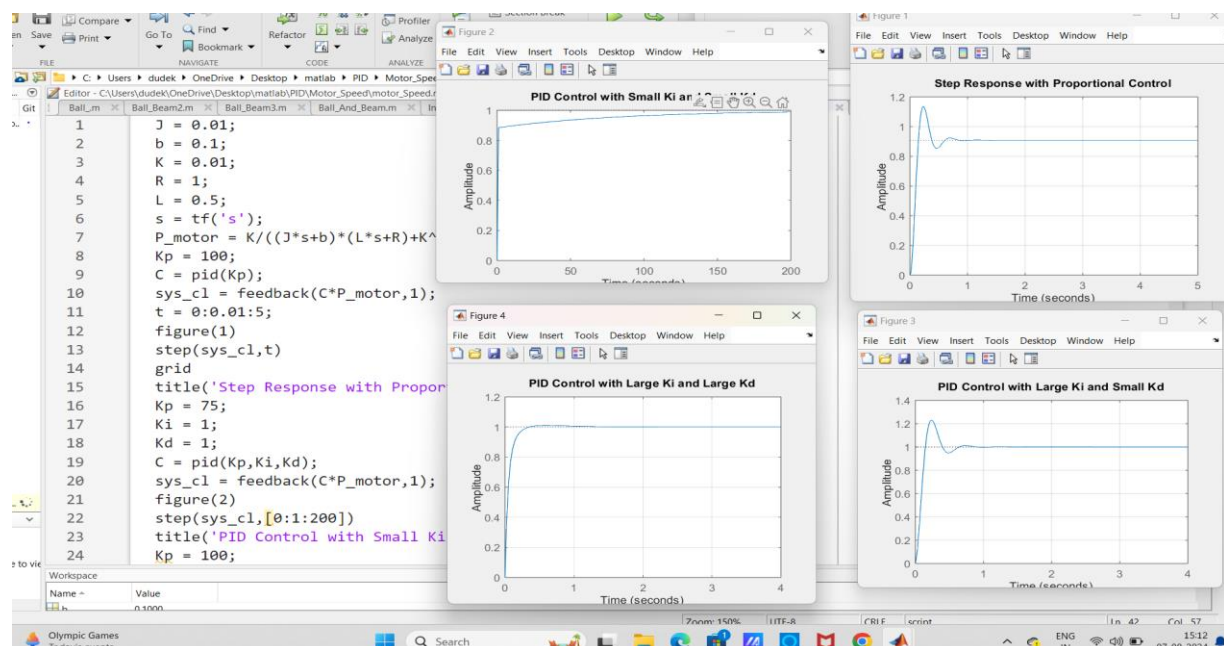 Compare
Save
Print
Go To
Find
Bookmark
Refactor
Profiler
Analyze
FILE
NAVIGATE
CODE
ANALYZE
C: Users dudek OneDrive Desktop matlab PID
Editor - C:\Users\dudek\OneDrive\Desktop\matlab\PID\Motor_Speed\motor_Speed.
Git
Ball_m
Ball_Beam2.m
Ball_Beam3.m
Ball_And_Beam.m
1 J = 0.01;
2 b = 0.1;
3 K = 0.01;
4 R = 1;
5 L = 0.5;
6 s = tf('s');
7 P_motor = K/((J*s+b)*(L*s+R)+K^
8 Kp = 100;
9 C = pid(Kp);
10 sys_cl = feedback(C*P_motor,1);
11 t = 0:0.01:5;
12 figure(1)
13 step(sys_cl,t)
14 grid
15 title('Step Response with Propor
16 Kp = 75;
17 Ki = 1;
18 Kd = 1;
19 C = pid(Kp,Ki,Kd);
20 sys_cl = feedback(C*P_motor,1);
21 figure(2)
22 step(sys_cl,[0:1:200])
23 title('PID Control with Small Ki
24 Kp = 100;
Workspace
Name
Value
b
0.1000
Figure 2
File Edit View Insert Tools Desktop Window Help
PID Control with Small Ki
Amplitude
1
0.8
0.6
0.4
0.2
0
0 50 100 150 200
Time (seconds)
Figure 1
File Edit View Insert Tools Desktop Window Help
Step Response with Proportional Control
Amplitude
1.2
1
0.8
0.6
0.4
0.2
0
0 1 2 3 4 5
Time (seconds)
Figure 4
File Edit View Insert Tools Desktop Window Help
PID Control with Large Ki and Large Kd
Amplitude
1.2
1
0.8
0.6
0.4
0.2
0
0 1 2 3 4
Time (seconds)
Figure 3
File Edit View Insert Tools Desktop Window Help
PID Control with Large Ki and Small Kd
Amplitude
1.4
1.2
1
0.8
0.6
0.4
0.2
0
0 1 2 3 4
Time (seconds)
Zoom: 150%
UTF-8
CRLF
script
Ln 42
Col 57
Olympic Games
Search
ENG
15:12